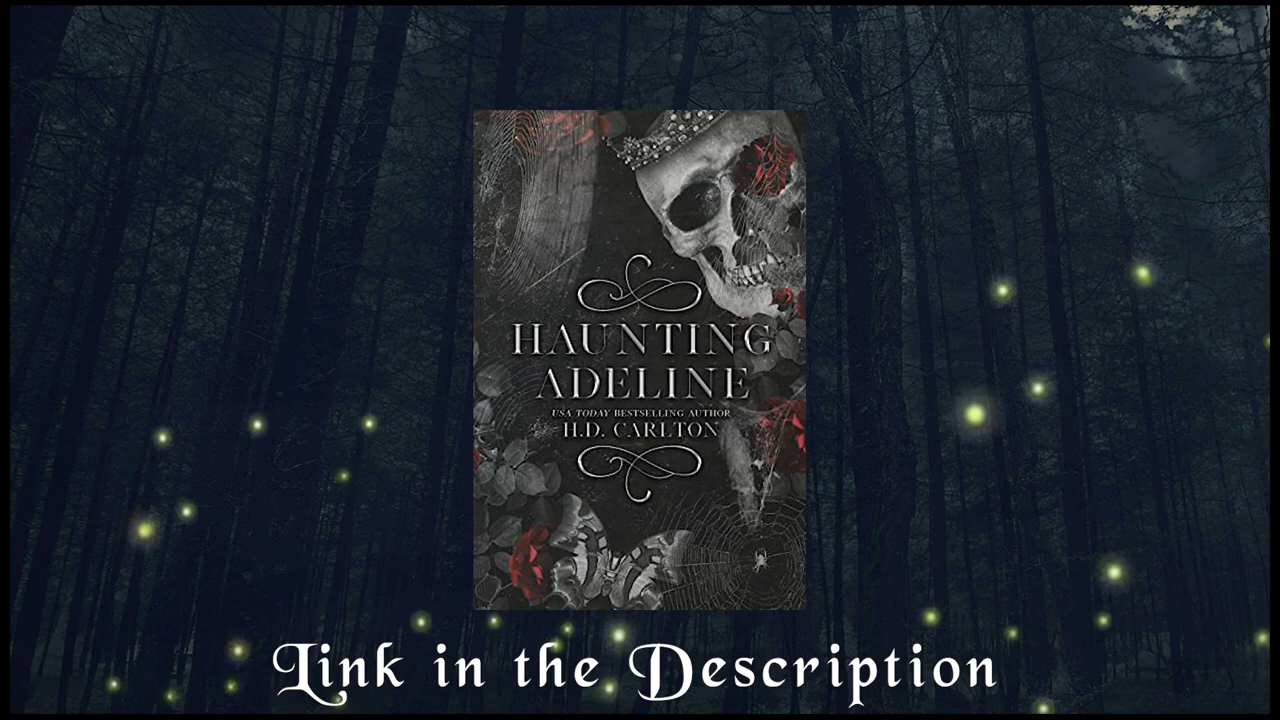 HAUNTING
ADELINE
USA TODAY BESTSELLING AUTHOR
H.D. CARLTON
Link in the Description